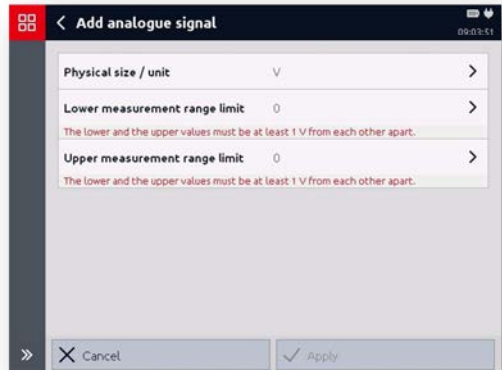 Add analogue signal
09:03:51
Physical size / unit V
Lower measurement range limit 0
The lower and the upper values must be at least 1 V from each other apart.
Upper measurement range limit 0
The lower and the upper values must be at least 1 V from each other apart.
Cancel
Apply